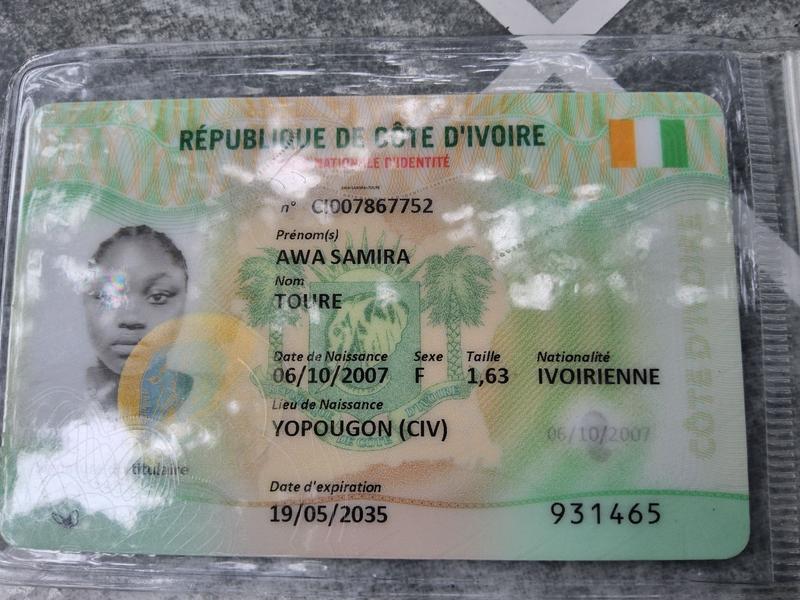 RÉPUBLIQUE DE CÔTE D'IVOIRE
NATIONALE D'IDENTITÉ
n° CI007867752
Prénom(s)
AWA SAMIRA
Nom
TOURE
Date de Naissance Sexe Taille Nationalité
06/10/2007 F 1,63 IVOIRIENNE
Lieu de Naissance
YOPOUGON (CIV)
06/10/2007
titulaire
Date d'expiration
19/05/2035
931465
CÔTE D'IVOIRE